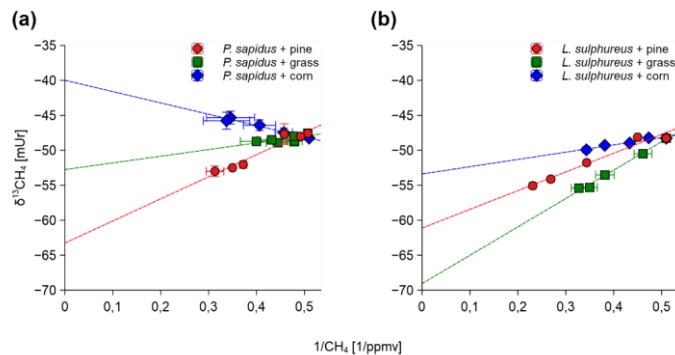 (a)
(b)
P. sapidus + pine
P. sapidus + grass
P. sapidus + corn
L. sulphureus + pine
L. sulphureus + grass
L. sulphureus + corn
δ¹³CH₄ [mUr]
−35
−40
−45
−50
−55
−60
−65
−70
−35
−40
−45
−50
−55
−60
−65
−70
0 0,1 0,2 0,3 0,4 0,5
0 0,1 0,2 0,3 0,4 0,5
1/CH₄ [1/ppmv]